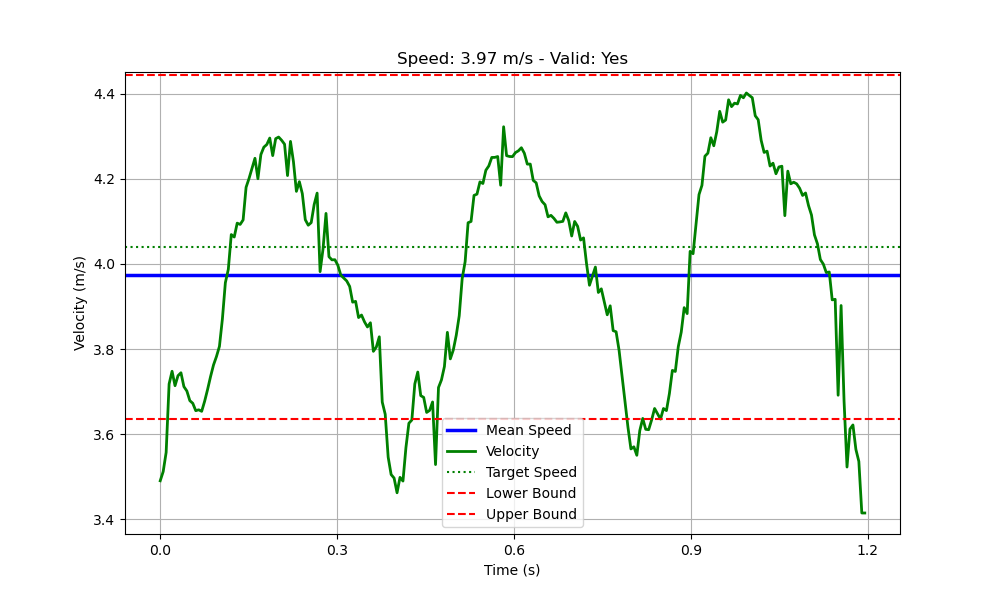 Speed: 3.97 m/s - Valid: Yes
Velocity (m/s)
4.4
4.2
4.0
3.8
3.6
3.4
Mean Speed
Velocity
Target Speed
Lower Bound
Upper Bound
0.0 0.3 0.6 0.9 1.2
Time (s)